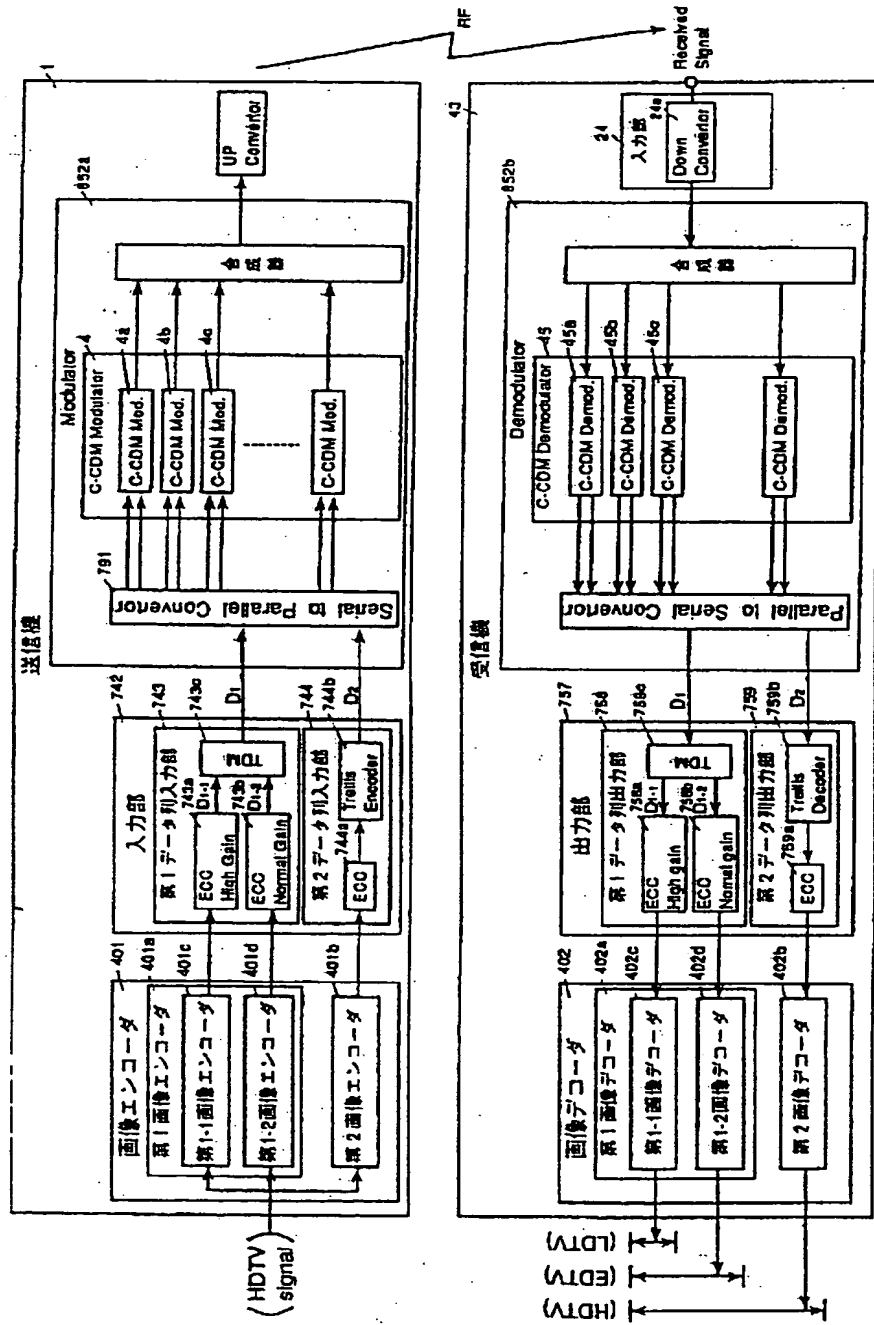 送信機
1
(HDTV signal)
画像エンコーダ
401
第1画像エンコーダ
401a
第1-1画像エンコーダ
401c
第1-2画像エンコーダ
401d
第2画像エンコーダ
401b
入力部
742
第1データ列入力部
743
ECC High Gain
743a
ECC Normal Gain
743b
D1-1
D1-2
TDM
743c
第2データ列入力部
744
ECC
744a
Trellis Encoder
744b
D1
D2
Serial to Parallel Convertor
791
Modulator
852a
C-CDM Modulator
4
C-CDM Mod.
4a
C-CDM Mod.
4b
C-CDM Mod.
C-CDM Mod.
合成器
UP Convertor
RF
受信機
43
Received Signal
入力部
24
Down Convertor
24a
Demodulator
852b
合成器
C-CDM Demodulator
45
C-CDM Demod.
45a
C-CDM Demod.
45b
C-CDM Demod.
45c
C-CDM Demod.
Parallel to Serial Convertor
D1
D2
出力部
757
第1データ列出力部
758
TDM
758c
D1-1
D1-2
ECC High gain
758a
ECC Normal gain
758b
第2データ列出力部
759
Trellis Decoder
759b
ECC
759a
画像デコーダ
402
第1画像デコーダ
402a
第1-1画像デコーダ
402c
第1-2画像デコーダ
402d
第2画像デコーダ
402b
(LDTV)
(EDTV)
(HDTV)